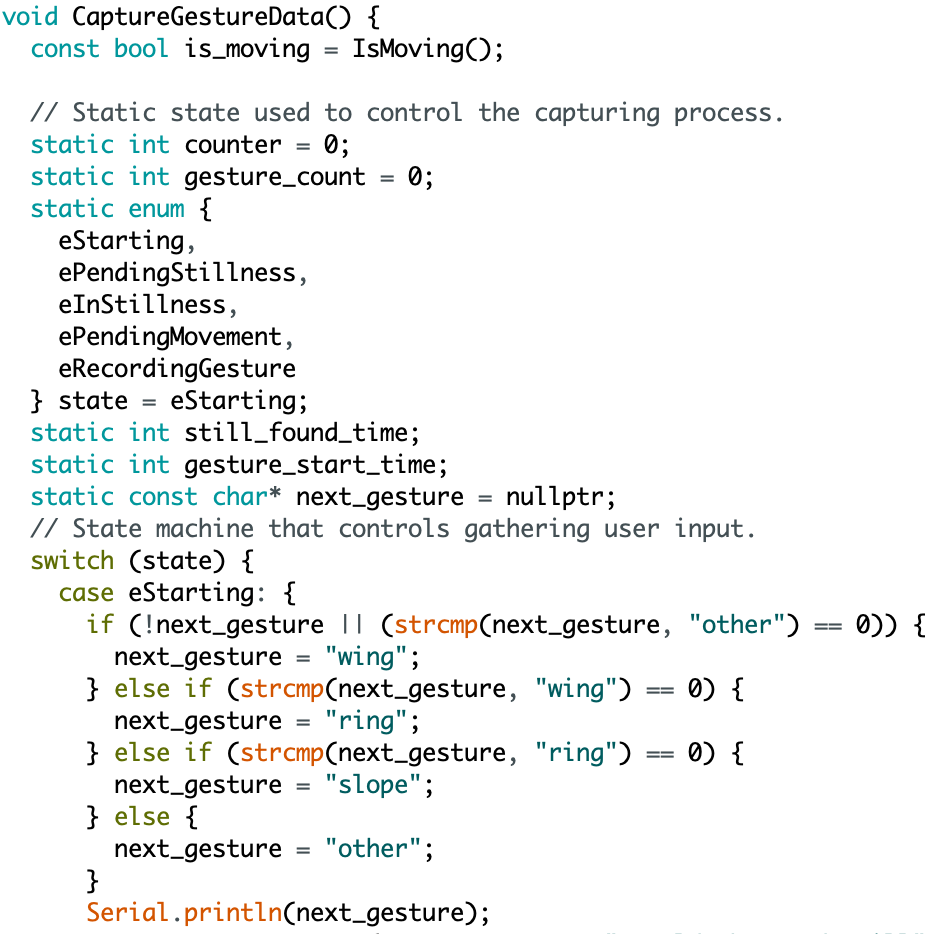 void CaptureGestureData() {
  const bool is_moving = IsMoving();

  // Static state used to control the capturing process.
  static int counter = 0;
  static int gesture_count = 0;
  static enum {
    eStarting,
    ePendingStillness,
    eInStillness,
    ePendingMovement,
    eRecordingGesture
  } state = eStarting;
  static int still_found_time;
  static int gesture_start_time;
  static const char* next_gesture = nullptr;
  // State machine that controls gathering user input.
  switch (state) {
    case eStarting: {
      if (!next_gesture || (strcmp(next_gesture, "other") == 0)) {
        next_gesture = "wing";
      } else if (strcmp(next_gesture, "wing") == 0) {
        next_gesture = "ring";
      } else if (strcmp(next_gesture, "ring") == 0) {
        next_gesture = "slope";
      } else {
        next_gesture = "other";
      }
      Serial.println(next_gesture);